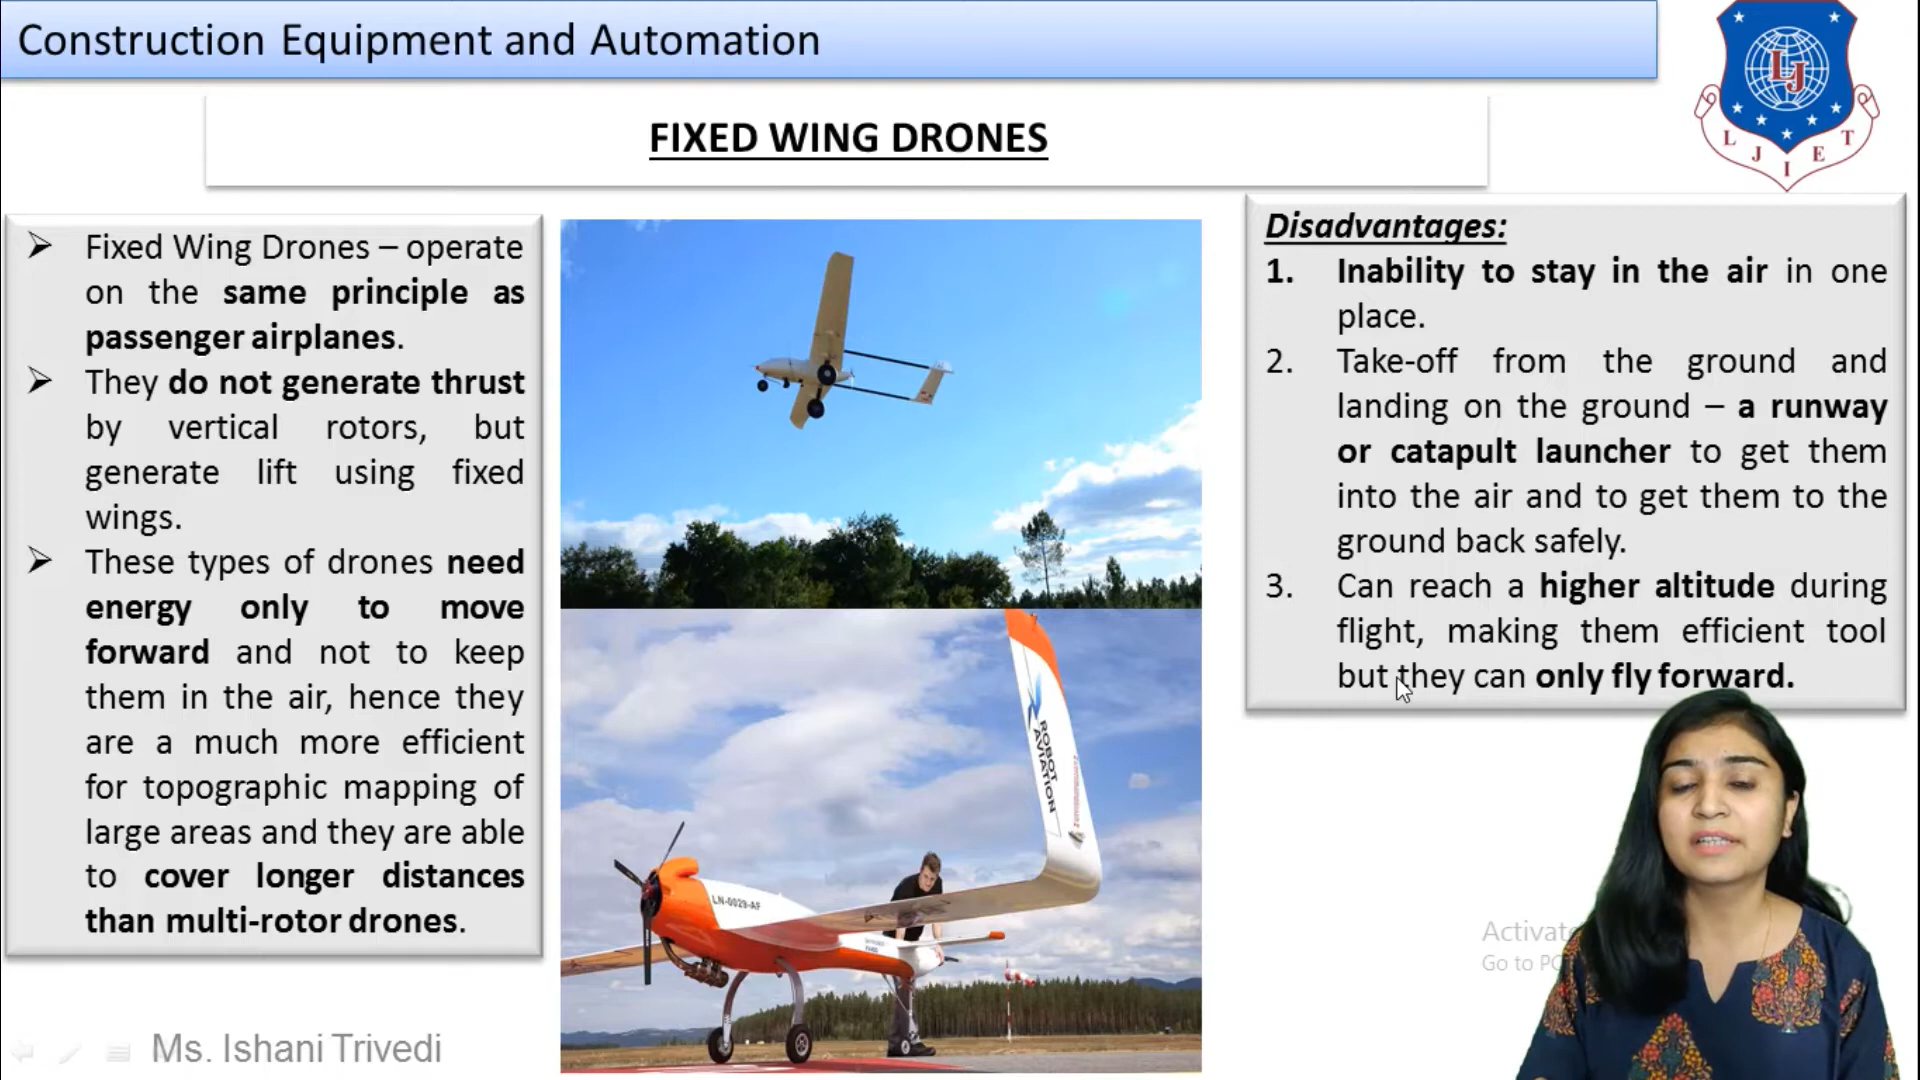 Construction Equipment and Automation
L J I E T
LJ
FIXED WING DRONES
➢ Fixed Wing Drones – operate
on the same principle as
passenger airplanes.
➢ They do not generate thrust
by vertical rotors, but
generate lift using fixed
wings.
➢ These types of drones need
energy only to move
forward and not to keep
them in the air, hence they
are a much more efficient
for topographic mapping of
large areas and they are able
to cover longer distances
than multi-rotor drones.
ROBOT
AVIATION
LN-0029-AF
Disadvantages:
1. Inability to stay in the air in one
place.
2. Take-off from the ground and
landing on the ground – a runway
or catapult launcher to get them
into the air and to get them to the
ground back safely.
3. Can reach a higher altitude during
flight, making them efficient tool
but they can only fly forward.
Activate
Go to PC
Ms. Ishani Trivedi